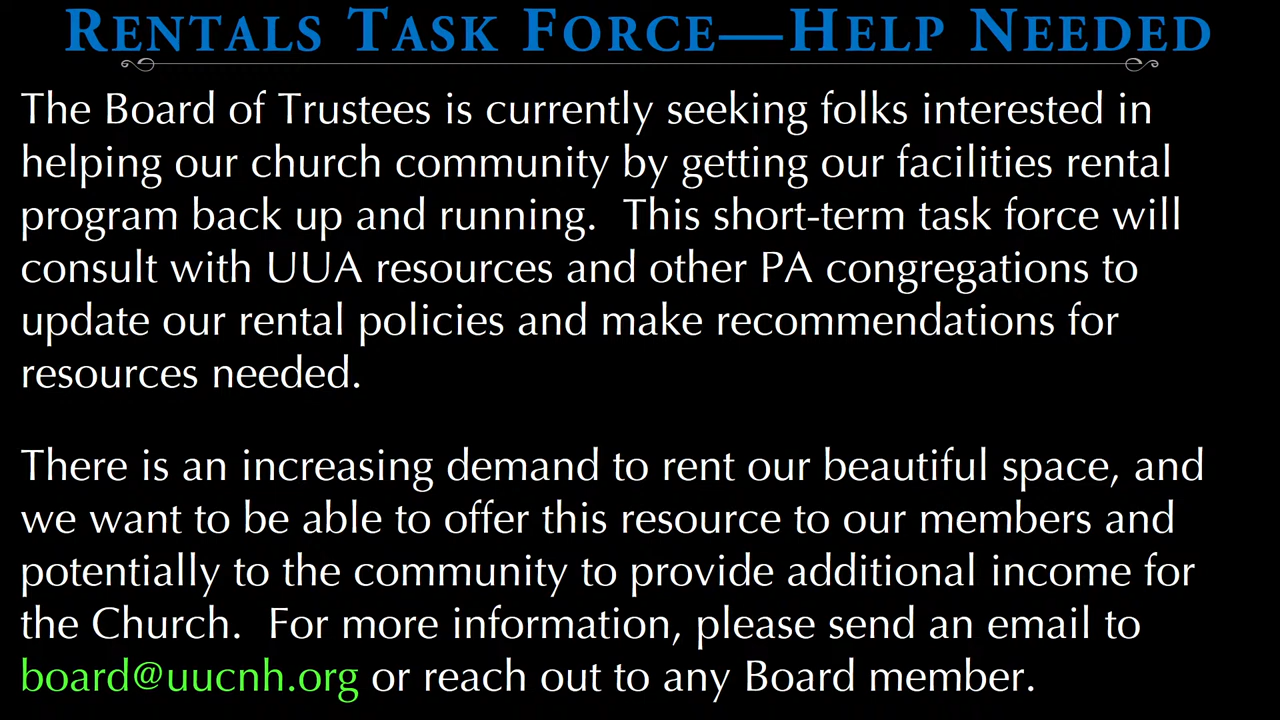 RENTALS TASK FORCE—HELP NEEDED
The Board of Trustees is currently seeking folks interested in
helping our church community by getting our facilities rental
program back up and running.  This short-term task force will
consult with UUA resources and other PA congregations to
update our rental policies and make recommendations for
resources needed.
There is an increasing demand to rent our beautiful space, and
we want to be able to offer this resource to our members and
potentially to the community to provide additional income for
the Church.  For more information, please send an email to
board@uucnh.org or reach out to any Board member.